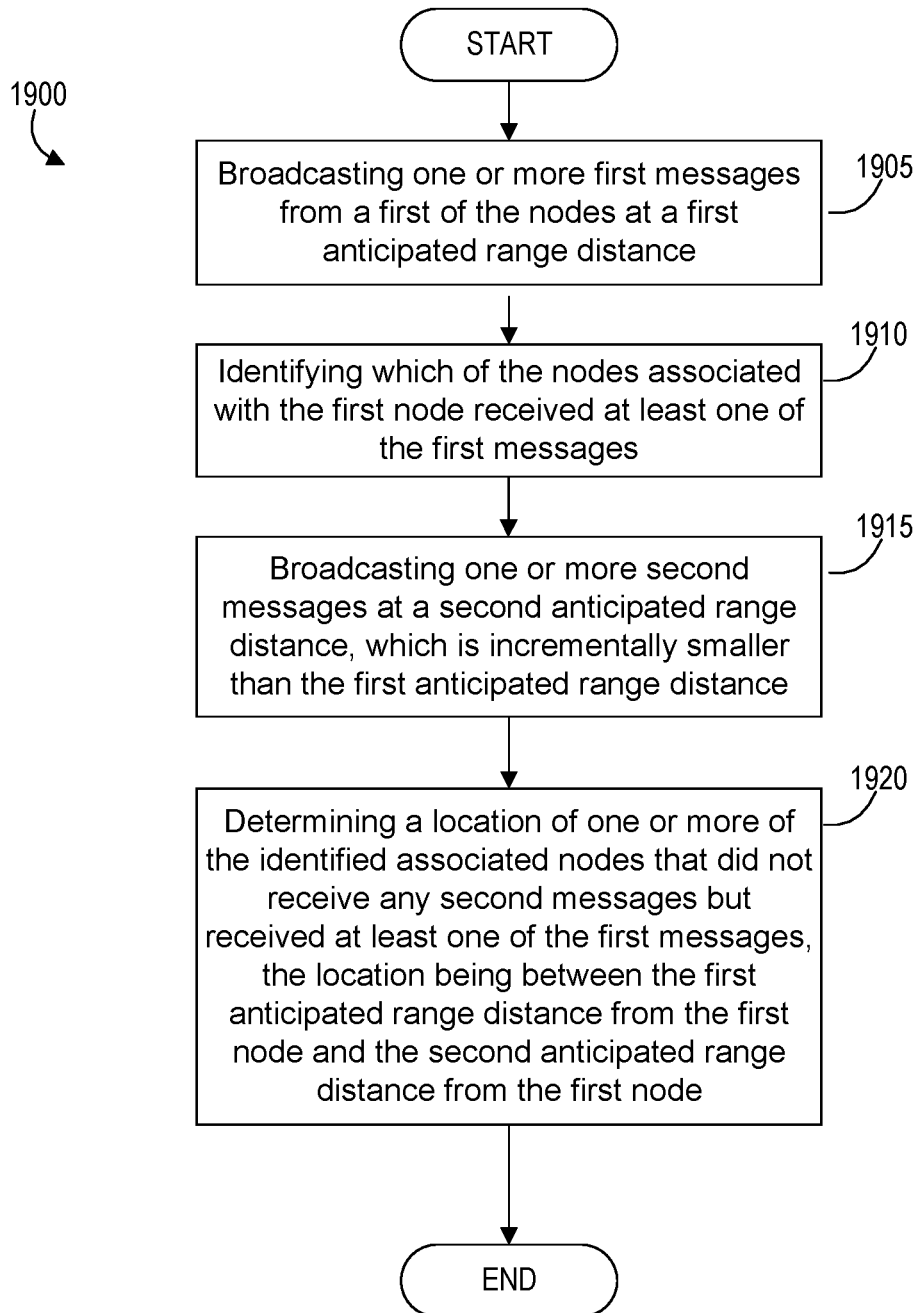 START
1900
Broadcasting one or more first messages
from a first of the nodes at a first
anticipated range distance
1905
Identifying which of the nodes associated
with the first node received at least one of
the first messages
1910
Broadcasting one or more second
messages at a second anticipated range
distance, which is incrementally smaller
than the first anticipated range distance
1915
Determining a location of one or more of
the identified associated nodes that did not
receive any second messages but
received at least one of the first messages,
the location being between the first
anticipated range distance from the first
node and the second anticipated range
distance from the first node
1920
END